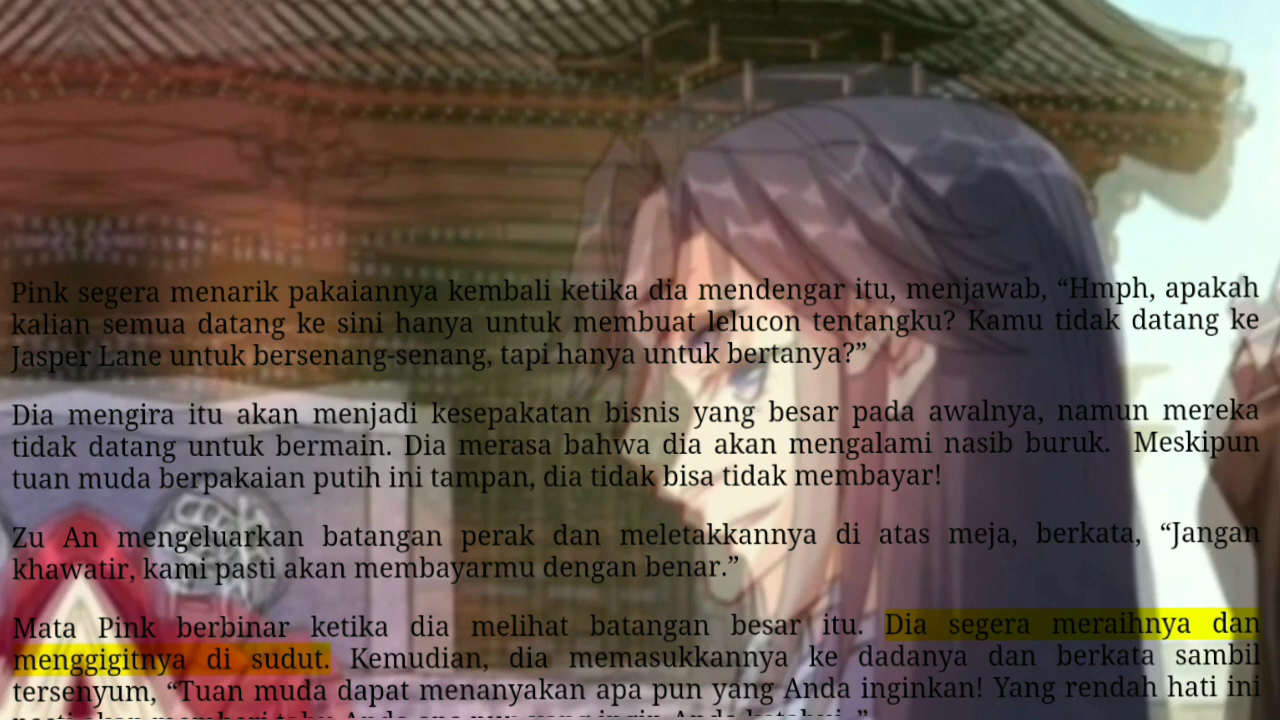 Pink segera menarik pakaiannya kembali ketika dia mendengar itu, menjawab, “Hmph, apakah
kalian semua datang ke sini hanya untuk membuat lelucon tentangku? Kamu tidak datang ke
Jasper Lane untuk bersenang-senang, tapi hanya untuk bertanya?”
Dia mengira itu akan menjadi kesepakatan bisnis yang besar pada awalnya, namun mereka
tidak datang untuk bermain. Dia merasa bahwa dia akan mengalami nasib buruk. Meskipun
tuan muda berpakaian putih ini tampan, dia tidak bisa tidak membayar!
Zu An mengeluarkan batangan perak dan meletakkannya di atas meja, berkata, “Jangan
khawatir, kami pasti akan membayarmu dengan benar.”
Mata Pink berbinar ketika dia melihat batangan besar itu. Dia segera meraihnya dan
menggigitnya di sudut. Kemudian, dia memasukkannya ke dadanya dan berkata sambil
tersenyum, “Tuan muda dapat menanyakan apa pun yang Anda inginkan! Yang rendah hati ini